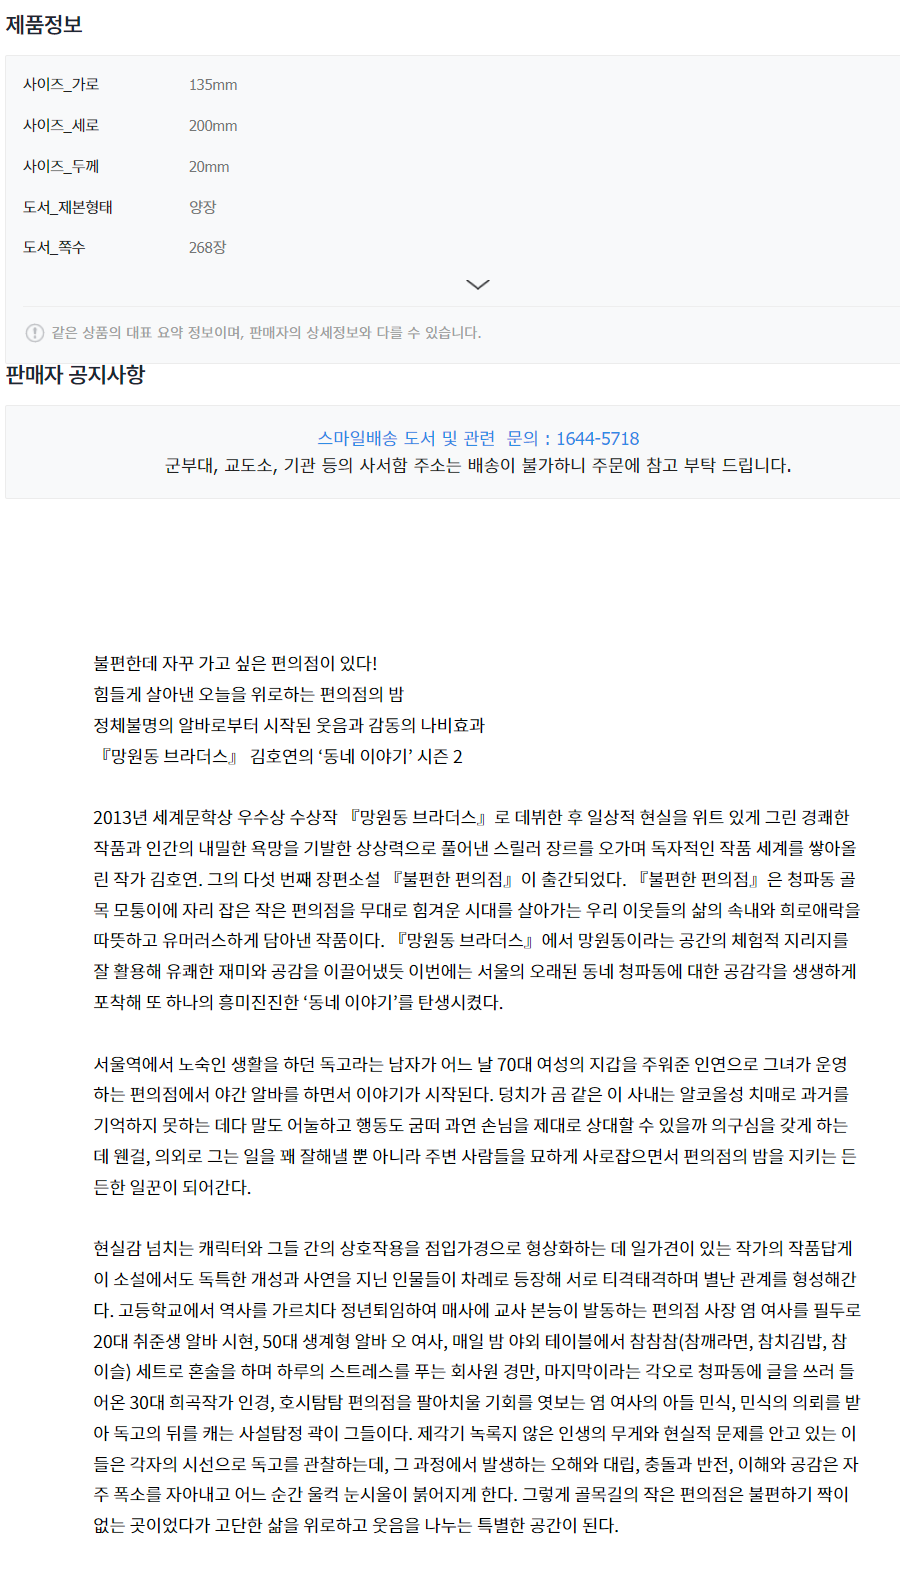 제품정보
사이즈_가로 135mm
사이즈_세로 200mm
사이즈_두께 20mm
도서_제본형태 양장
도서_쪽수 268장
같은 상품의 대표 요약 정보이며, 판매자의 상세정보와 다를 수 있습니다.
판매자 공지사항
스마일배송 도서 및 관련 문의 : 1644-5718
군부대, 교도소, 기관 등의 사서함 주소는 배송이 불가하니 주문에 참고 부탁 드립니다.
불편한데 자꾸 가고 싶은 편의점이 있다!
힘들게 살아낸 오늘을 위로하는 편의점의 밤
정체불명의 알바로부터 시작된 웃음과 감동의 나비효과
『망원동 브라더스』 김호연의 ‘동네 이야기’ 시즌 2
2013년 세계문학상 우수상 수상작 『망원동 브라더스』로 데뷔한 후 일상적 현실을 위트 있게 그린 경쾌한
작품과 인간의 내밀한 욕망을 기발한 상상력으로 풀어낸 스릴러 장르를 오가며 독자적인 작품 세계를 쌓아올
린 작가 김호연. 그의 다섯 번째 장편소설 『불편한 편의점』이 출간되었다. 『불편한 편의점』은 청파동 골
목 모퉁이에 자리 잡은 작은 편의점을 무대로 힘겨운 시대를 살아가는 우리 이웃들의 삶의 속내와 희로애락을
따뜻하고 유머러스하게 담아낸 작품이다. 『망원동 브라더스』에서 망원동이라는 공간의 체험적 지리지를
잘 활용해 유쾌한 재미와 공감을 이끌어냈듯 이번에는 서울의 오래된 동네 청파동에 대한 공감각을 생생하게
포착해 또 하나의 흥미진진한 ‘동네 이야기’를 탄생시켰다.
서울역에서 노숙인 생활을 하던 독고라는 남자가 어느 날 70대 여성의 지갑을 주워준 인연으로 그녀가 운영
하는 편의점에서 야간 알바를 하면서 이야기가 시작된다. 덩치가 곰 같은 이 사내는 알코올성 치매로 과거를
기억하지 못하는 데다 말도 어눌하고 행동도 굼떠 과연 손님을 제대로 상대할 수 있을까 의구심을 갖게 하는
데 웬걸, 의외로 그는 일을 꽤 잘해낼 뿐 아니라 주변 사람들을 묘하게 사로잡으면서 편의점의 밤을 지키는 든
든한 일꾼이 되어간다.
현실감 넘치는 캐릭터와 그들 간의 상호작용을 점입가경으로 형상화하는 데 일가견이 있는 작가의 작품답게
이 소설에서도 독특한 개성과 사연을 지닌 인물들이 차례로 등장해 서로 티격태격하며 별난 관계를 형성해간
다. 고등학교에서 역사를 가르치다 정년퇴임하여 매사에 교사 본능이 발동하는 편의점 사장 염 여사를 필두로
20대 취준생 알바 시현, 50대 생계형 알바 오 여사, 매일 밤 야외 테이블에서 참참참(참깨라면, 참치김밥, 참
이슬) 세트로 혼술을 하며 하루의 스트레스를 푸는 회사원 경만, 마지막이라는 각오로 청파동에 글을 쓰러 들
어온 30대 희곡작가 인경, 호시탐탐 편의점을 팔아치울 기회를 엿보는 염 여사의 아들 민식, 민식의 의뢰를 받
아 독고의 뒤를 캐는 사설탐정 곽이 그들이다. 제각기 녹록지 않은 인생의 무게와 현실적 문제를 안고 있는 이
들은 각자의 시선으로 독고를 관찰하는데, 그 과정에서 발생하는 오해와 대립, 충돌과 반전, 이해와 공감은 자
주 폭소를 자아내고 어느 순간 울컥 눈시울이 붉어지게 한다. 그렇게 골목길의 작은 편의점은 불편하기 짝이
없는 곳이었다가 고단한 삶을 위로하고 웃음을 나누는 특별한 공간이 된다.